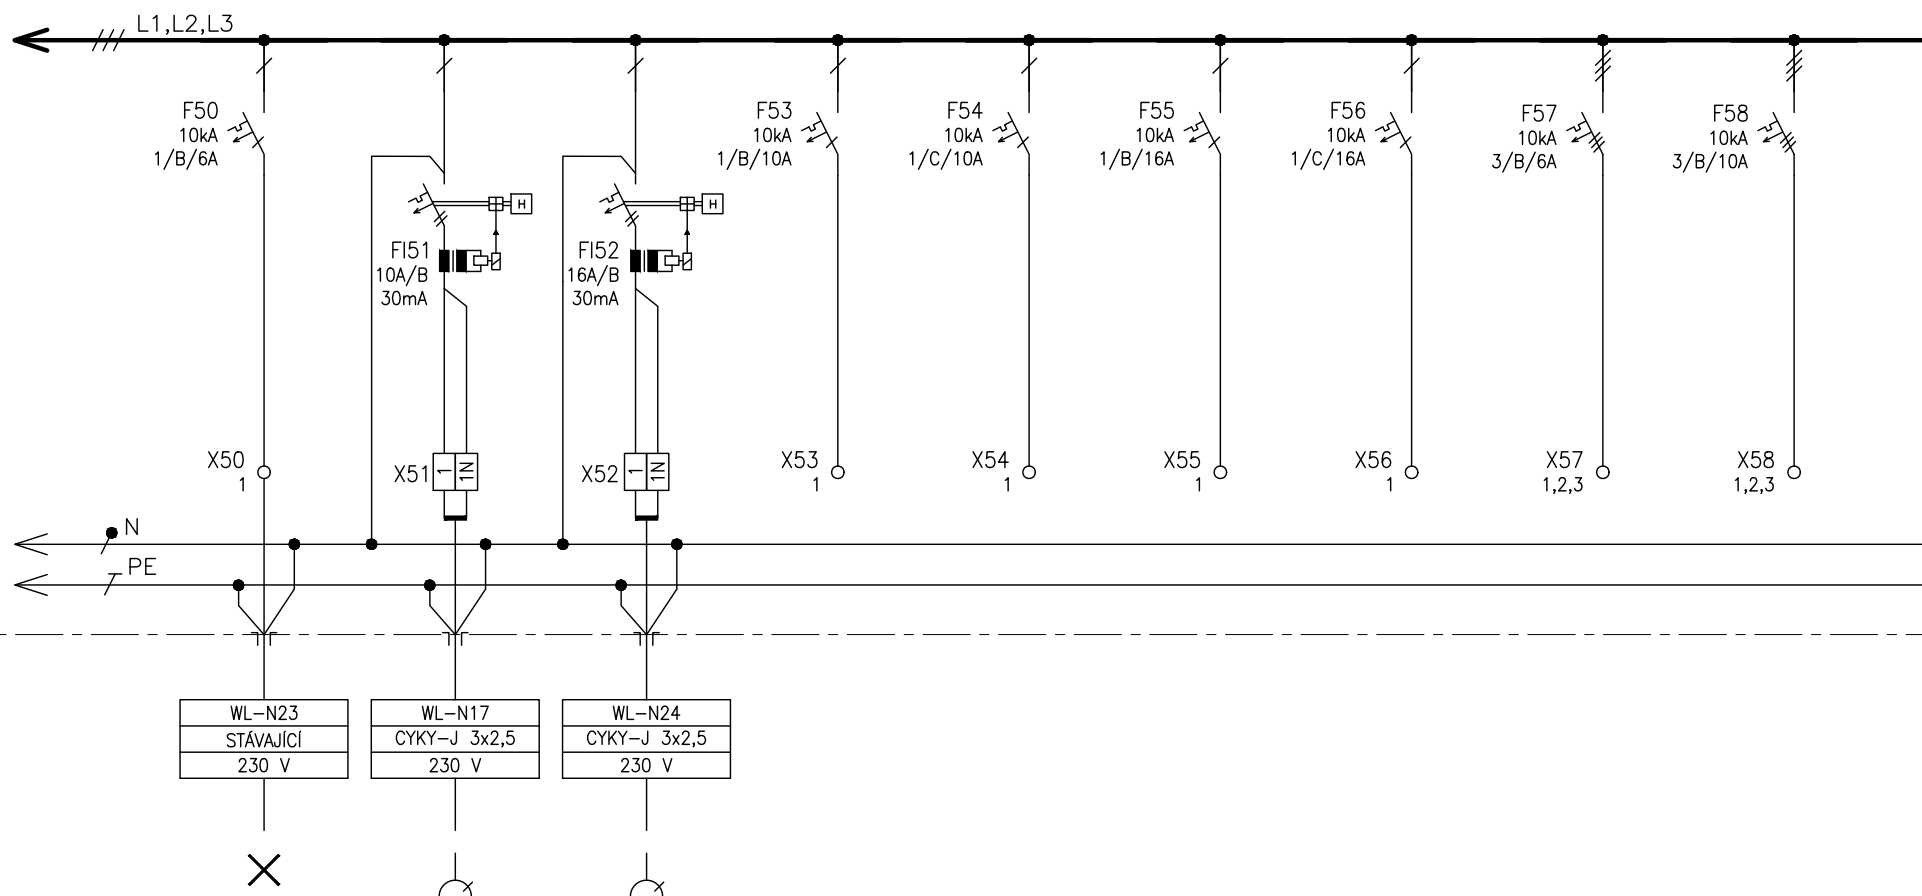 L1,L2,L3
F50
10kA
1/B/6A
FI51
10A/B
30mA
H
FI52
16A/B
30mA
H
F53
10kA
1/B/10A
F54
10kA
1/C/10A
F55
10kA
1/B/16A
F56
10kA
1/C/16A
F57
10kA
3/B/6A
F58
10kA
3/B/10A
X50
1
X51
1
1N
X52
1
1N
X53
1
X54
1
X55
1
X56
1
X57
1,2,3
X58
1,2,3
N
PE
WL-N23
STÁVAJÍCÍ
230 V
WL-N17
CYKY-J 3x2,5
230 V
WL-N24
CYKY-J 3x2,5
230 V